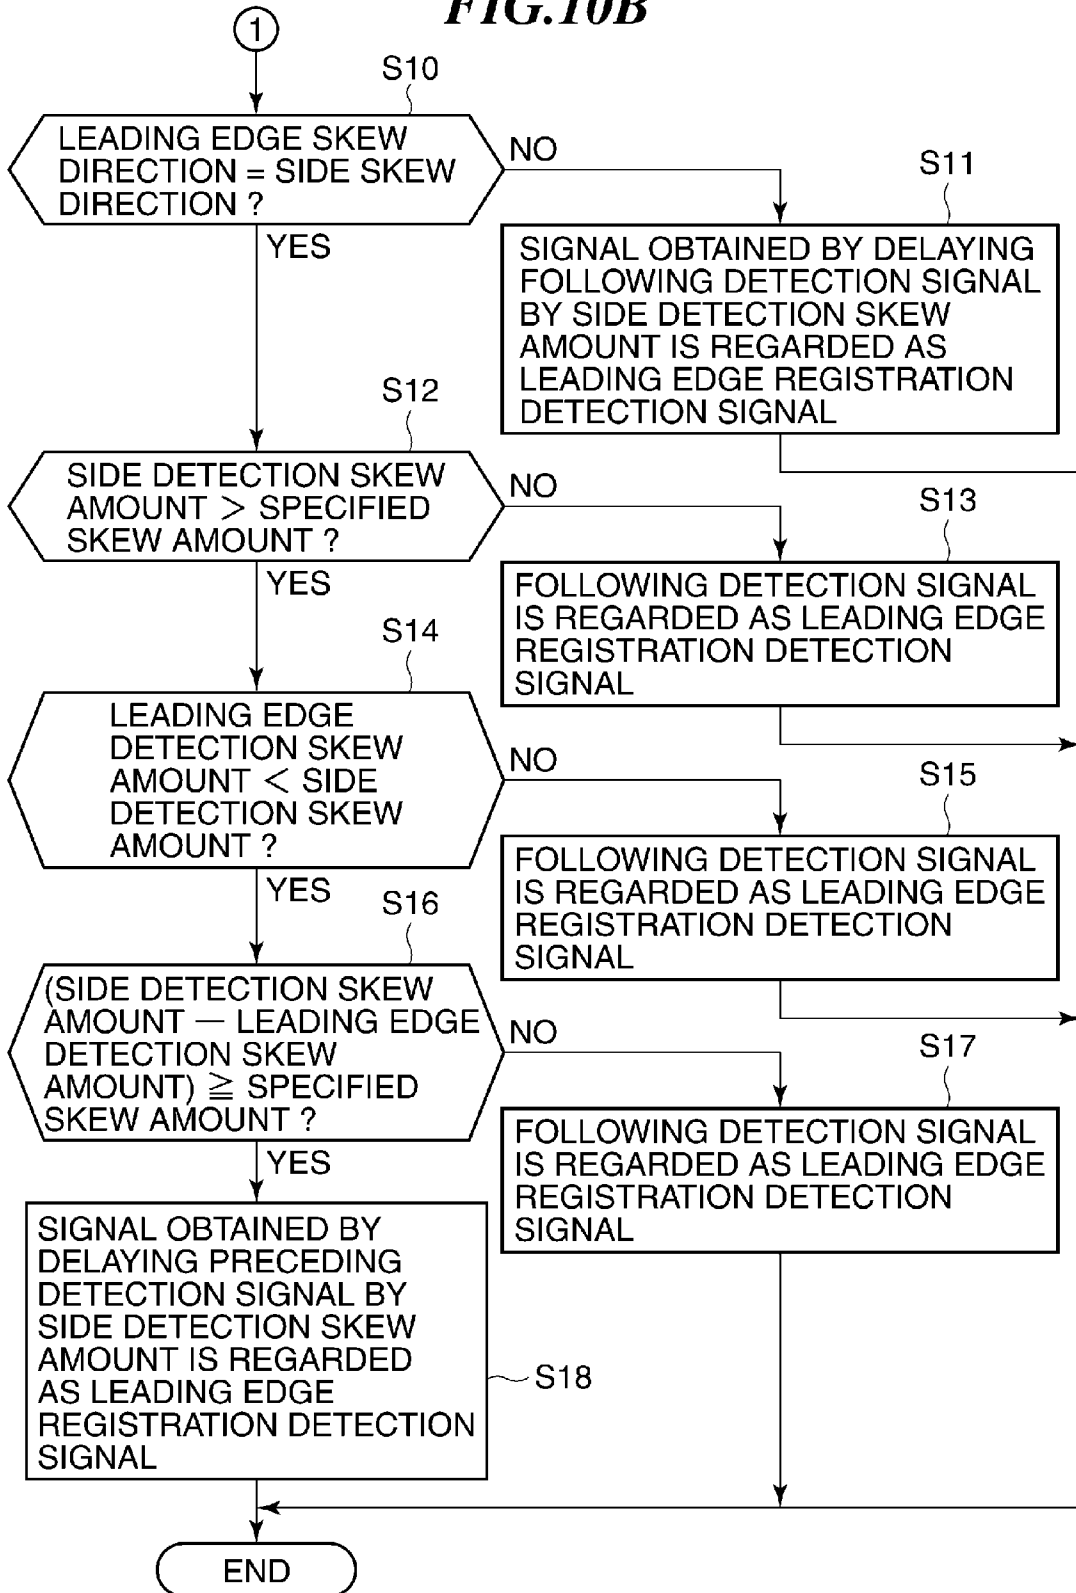 FIG.10B
1
S10
LEADING EDGE SKEW
DIRECTION = SIDE SKEW
DIRECTION ?
NO
YES
S11
SIGNAL OBTAINED BY DELAYING
FOLLOWING DETECTION SIGNAL
BY SIDE DETECTION SKEW
AMOUNT IS REGARDED AS
LEADING EDGE REGISTRATION
DETECTION SIGNAL
S12
SIDE DETECTION SKEW
AMOUNT > SPECIFIED
SKEW AMOUNT ?
NO
YES
S13
FOLLOWING DETECTION SIGNAL
IS REGARDED AS LEADING EDGE
REGISTRATION DETECTION
SIGNAL
S14
LEADING EDGE
DETECTION SKEW
AMOUNT < SIDE
DETECTION SKEW
AMOUNT ?
NO
YES
S15
FOLLOWING DETECTION SIGNAL
IS REGARDED AS LEADING EDGE
REGISTRATION DETECTION
SIGNAL
S16
(SIDE DETECTION SKEW
AMOUNT — LEADING EDGE
DETECTION SKEW
AMOUNT) ≧ SPECIFIED
SKEW AMOUNT ?
NO
YES
S17
FOLLOWING DETECTION SIGNAL
IS REGARDED AS LEADING EDGE
REGISTRATION DETECTION
SIGNAL
SIGNAL OBTAINED BY
DELAYING PRECEDING
DETECTION SIGNAL BY
SIDE DETECTION SKEW
AMOUNT IS REGARDED
AS LEADING EDGE
REGISTRATION DETECTION
SIGNAL
S18
END